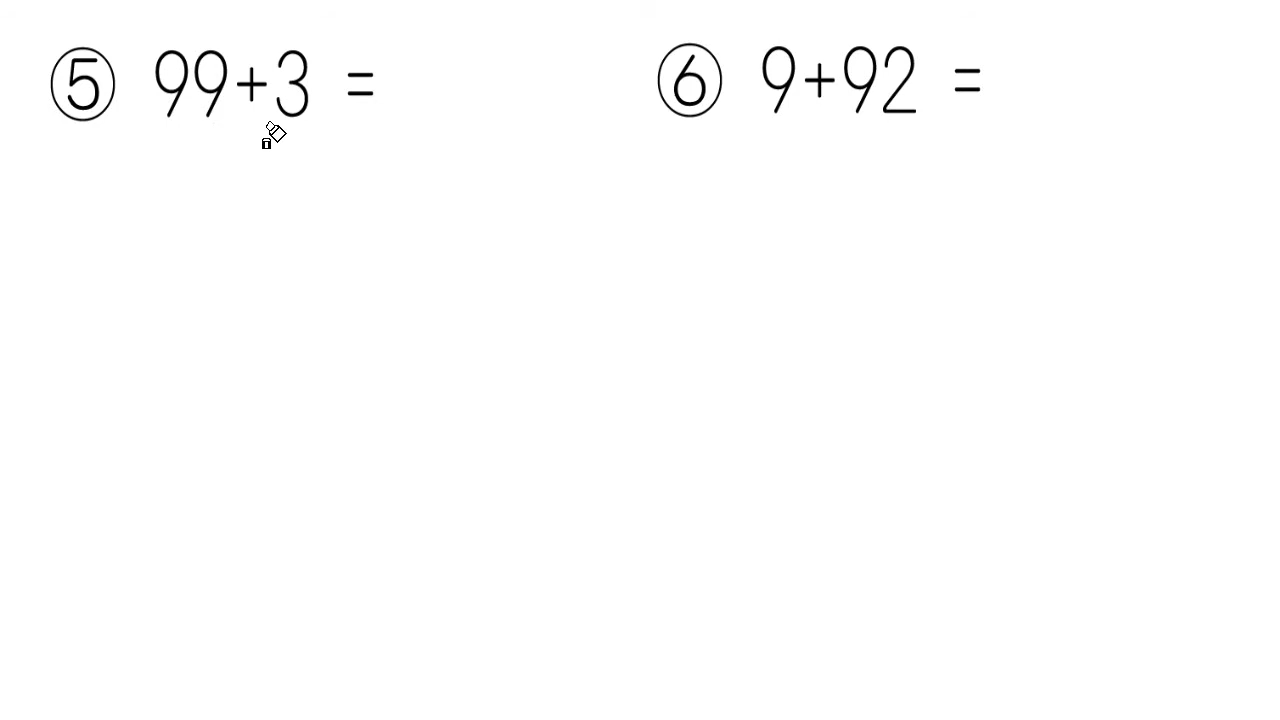 ⑤ 99+3 =
⑥ 9+92 =